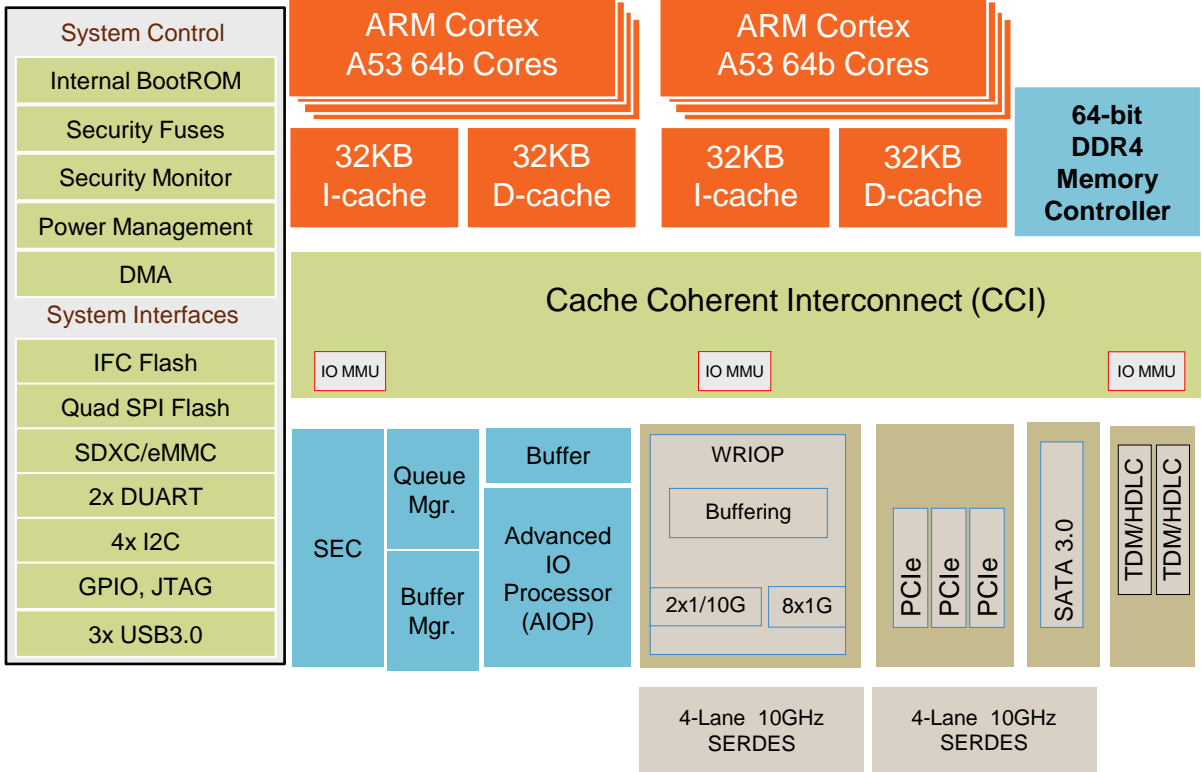 System Control
Internal BootROM
Security Fuses
Security Monitor
Power Management
DMA
System Interfaces
IFC Flash
Quad SPI Flash
SDXC/eMMC
2x DUART
4x I2C
GPIO, JTAG
3x USB3.0
ARM Cortex
A53 64b Cores
32KB
I-cache
32KB
D-cache
ARM Cortex
A53 64b Cores
32KB
I-cache
32KB
D-cache
64-bit
DDR4
Memory
Controller
Cache Coherent Interconnect (CCI)
IO MMU
IO MMU
IO MMU
SEC
Queue
Mgr.
Buffer
Mgr.
Buffer
Advanced
IO
Processor
(AIOP)
WRIOP
Buffering
2x1/10G
8x1G
PCIe
PCIe
PCIe
SATA 3.0
TDM/HDLC
TDM/HDLC
4-Lane 10GHz
SERDES
4-Lane 10GHz
SERDES